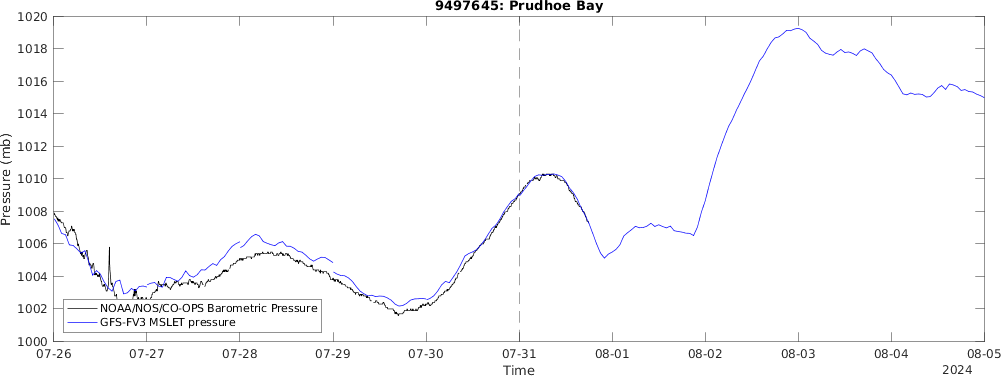 9497645: Prudhoe Bay
1020
1018
1016
1014
1012
1010
1008
1006
1004
1002
1000
Pressure (mb)
NOAA/NOS/CO-OPS Barometric Pressure
GFS-FV3 MSLET pressure
07-26 07-27 07-28 07-29 07-30 07-31 08-01 08-02 08-03 08-04 08-05
Time
2024